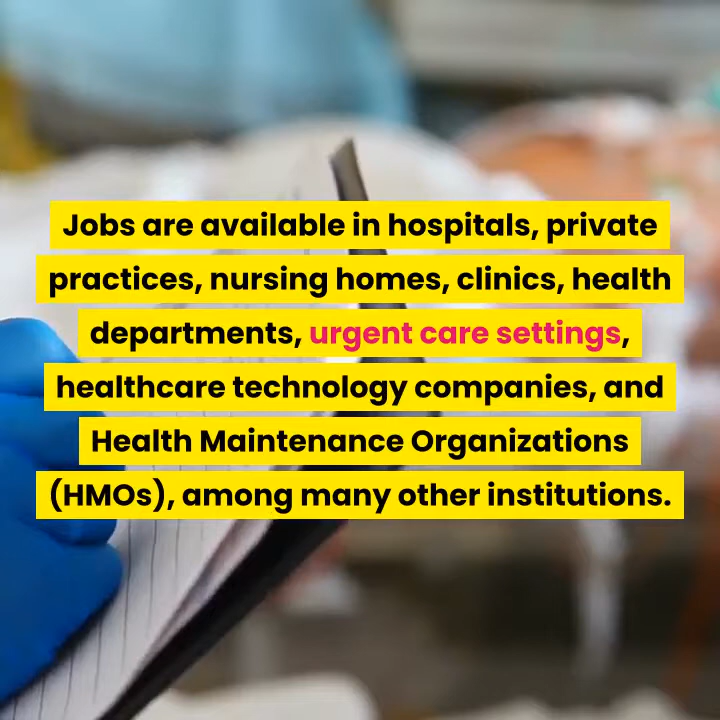 Jobs are available in hospitals, private
practices, nursing homes, clinics, health
departments, urgent care settings,
healthcare technology companies, and
Health Maintenance Organizations
(HMOs), among many other institutions.